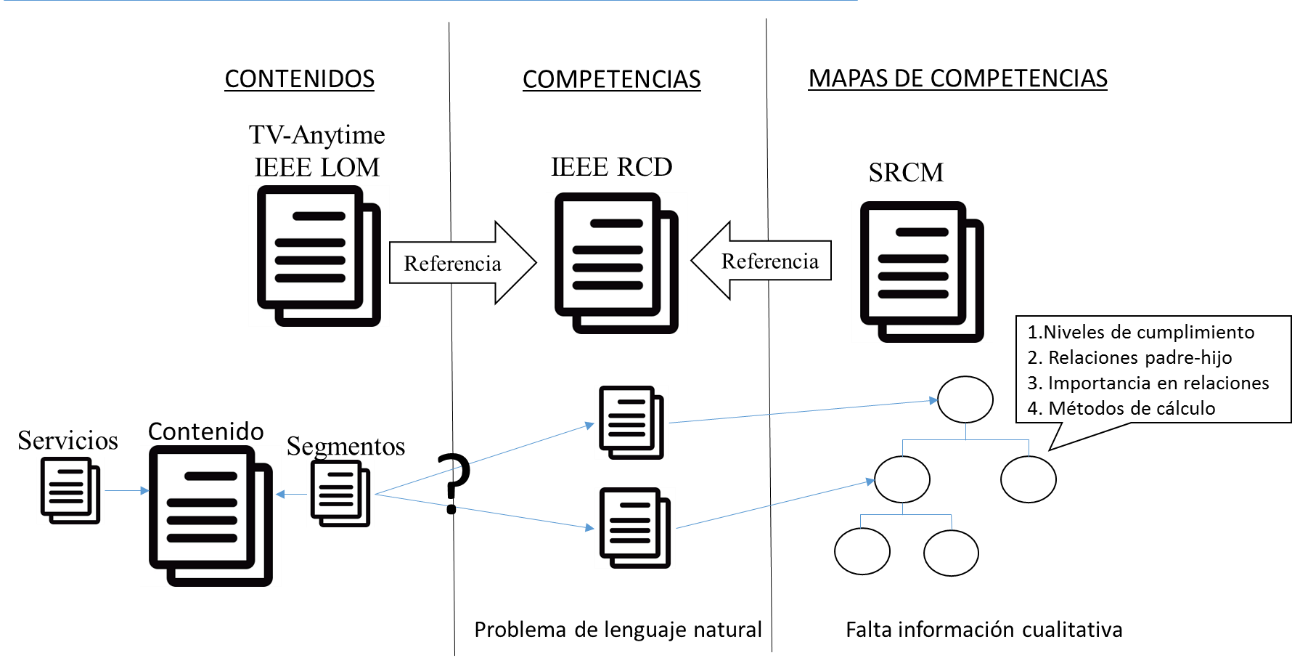 CONTENIDOS
COMPETENCIAS
MAPAS DE COMPETENCIAS
TV-Anytime
IEEE LOM
IEEE RCD
SRCM
Referencia
Referencia
1.Niveles de cumplimiento
2. Relaciones padre-hijo
3. Importancia en relaciones
4. Métodos de cálculo
Servicios
Contenido
Segmentos
?
Problema de lenguaje natural
Falta información cualitativa